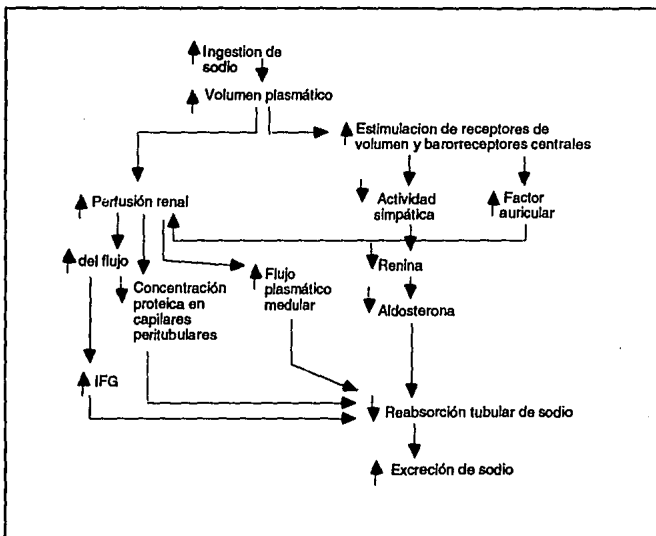 Ingestion de
sodio
Volumen plasmático
Estimulacion de receptores de
volumen y barorreceptores centrales
Perfusión renal
Actividad
simpática
Factor
auricular
del flujo
Concentración
proteica en
capilares
peritubulares
Flujo
plasmático
medular
Renina
Aldosterona
IFG
Reabsorción tubular de sodio
Excreción de sodio